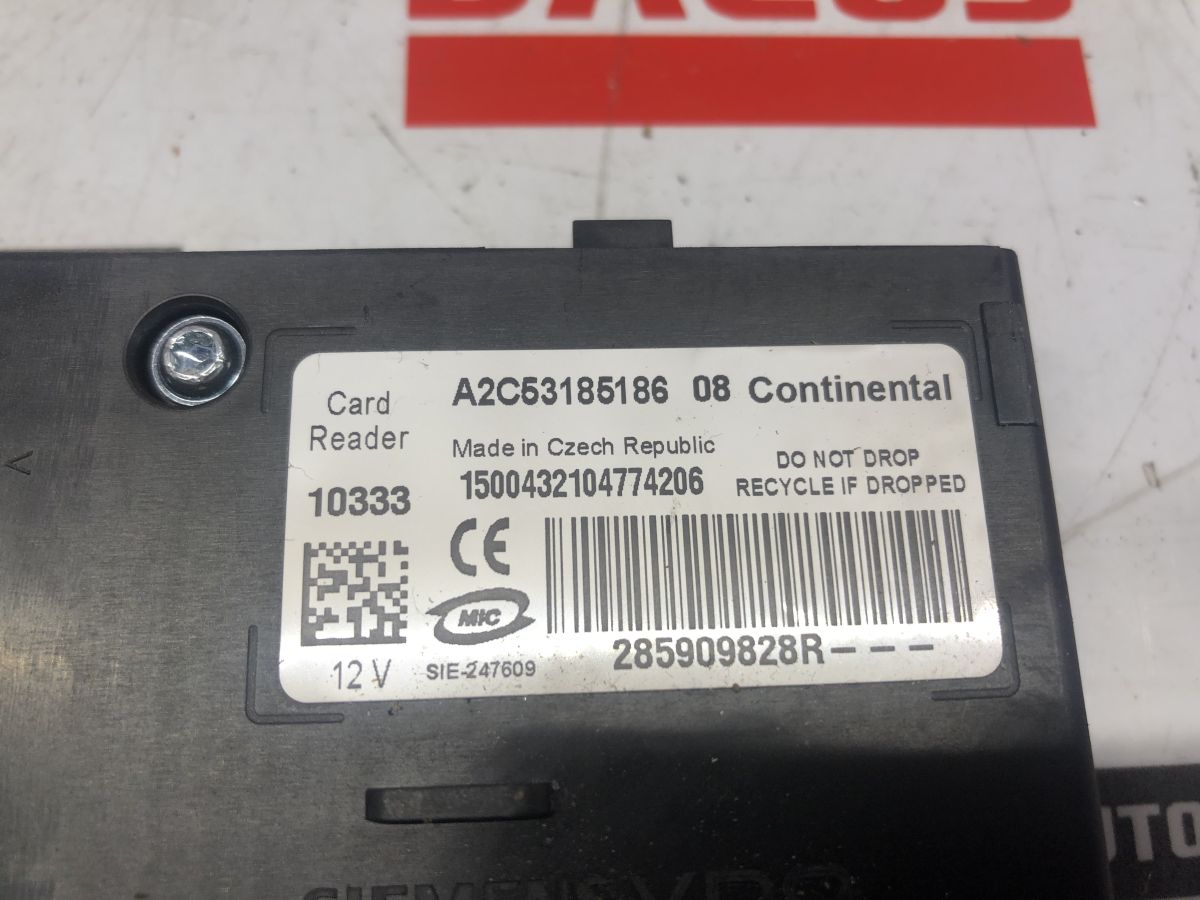 Card
Reader
10333
12 V
A2C53185186 08 Continental
Made in Czech Republic
1500432104774206
DO NOT DROP
RECYCLE IF DROPPED
CE
MIC
SIE-247609
285909828R---